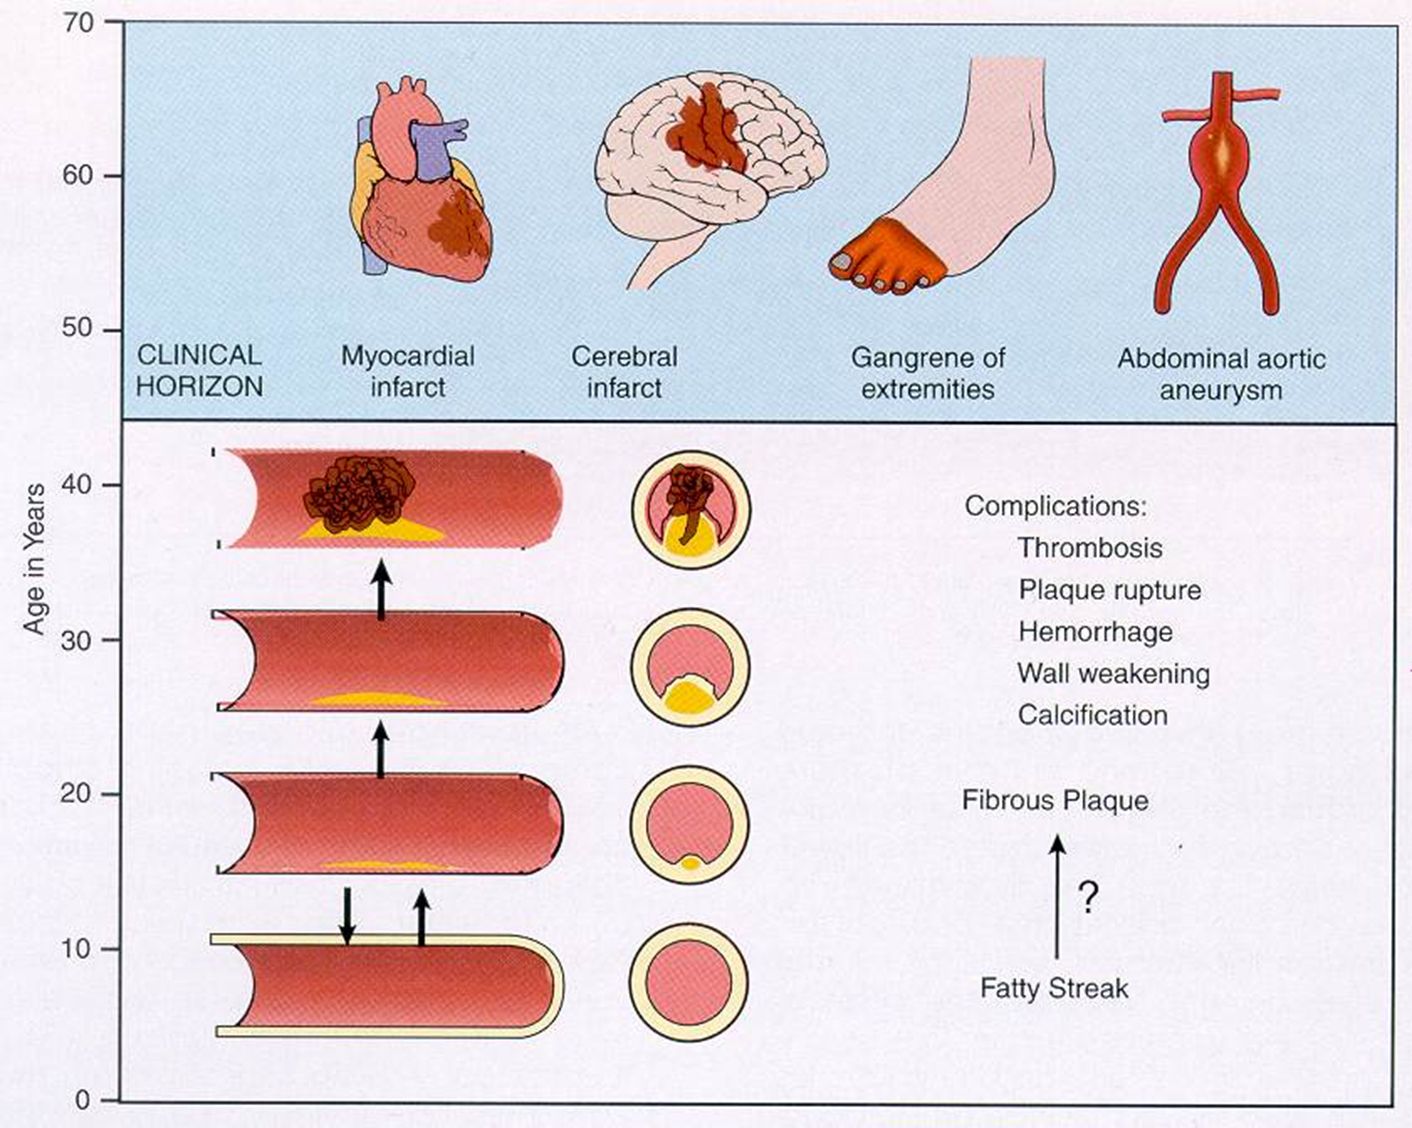 70
60
50
40
30
20
10
0
Age in Years
CLINICAL
HORIZON
Myocardial
infarct
Cerebral
infarct
Gangrene of
extremities
Abdominal aortic
aneurysm
Complications:
Thrombosis
Plaque rupture
Hemorrhage
Wall weakening
Calcification
Fibrous Plaque
?
Fatty Streak